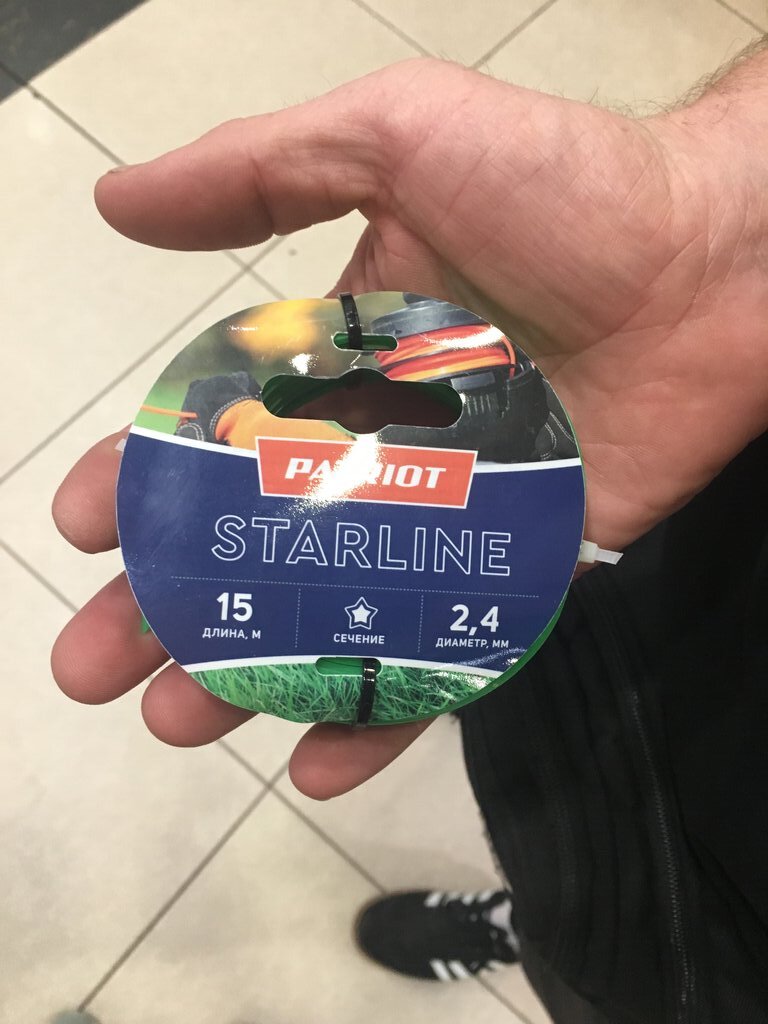 PATRIOT
STARLINE
15
ДЛИНА, М
СЕЧЕНИЕ
2,4
ДИАМЕТР, ММ